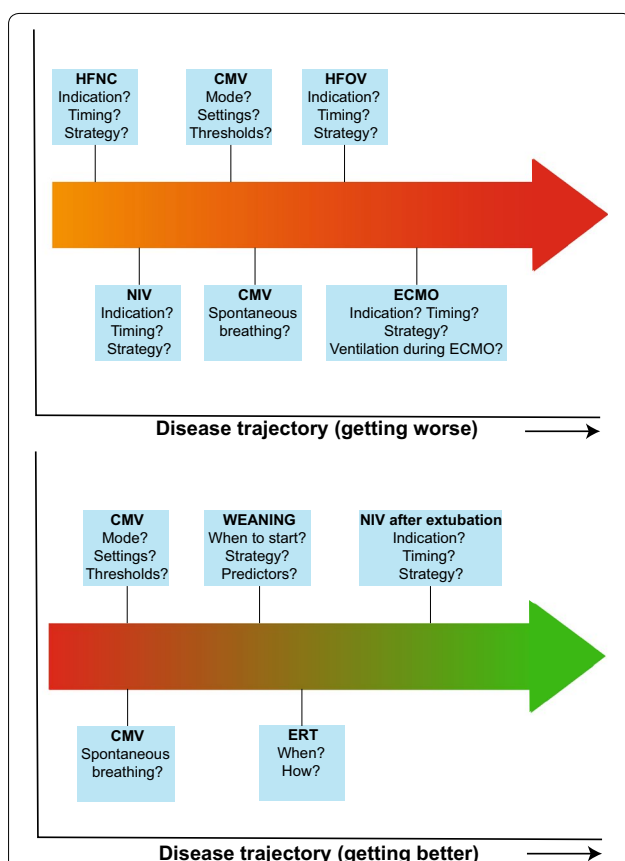 HFNC
Indication?
Timing?
Strategy?
CMV
Mode?
Settings?
Thresholds?
HFOV
Indication?
Timing?
Strategy?
NIV
Indication?
Timing?
Strategy?
CMV
Spontaneous
breathing?
ECMO
Indication? Timing?
Strategy?
Ventilation during ECMO?
Disease trajectory (getting worse)
CMV
Mode?
Settings?
Thresholds?
WEANING
When to start?
Strategy?
Predictors?
NIV after extubation
Indication?
Timing?
Strategy?
CMV
Spontaneous
breathing?
ERT
When?
How?
Disease trajectory (getting better)